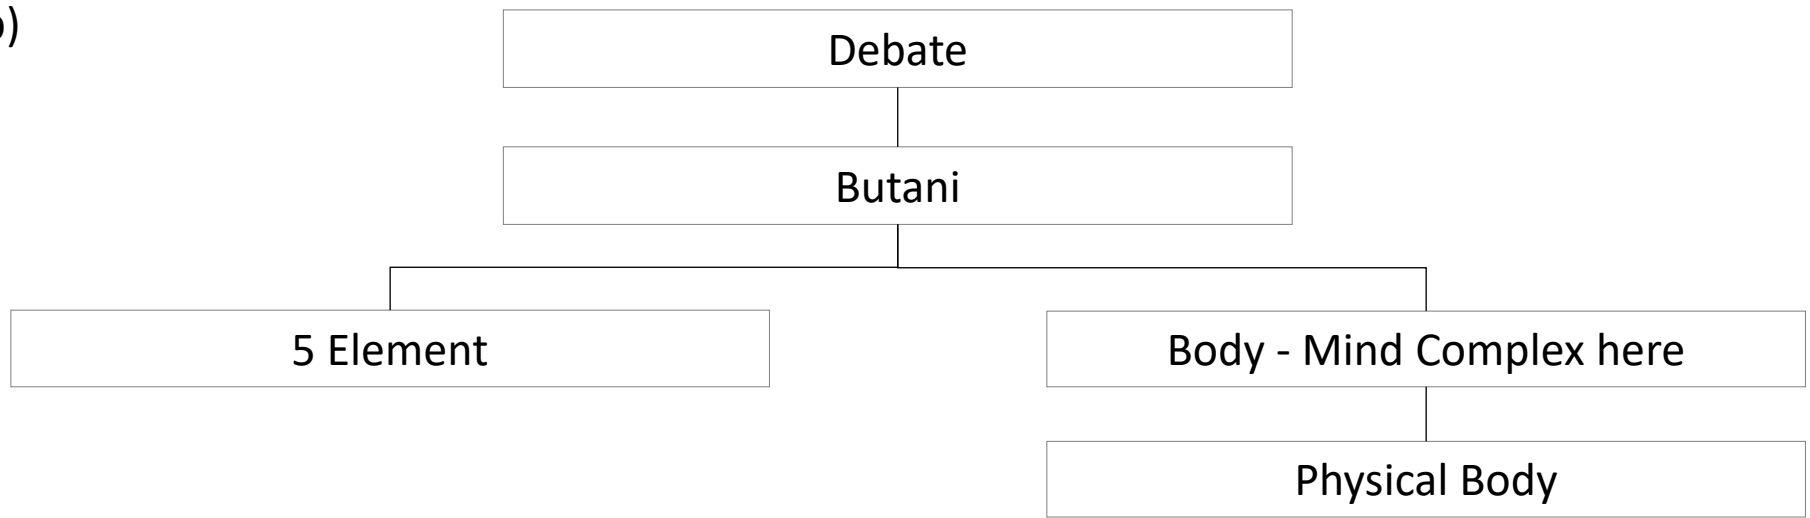 Debate
Butani
5 Element
Body - Mind Complex here
Physical Body